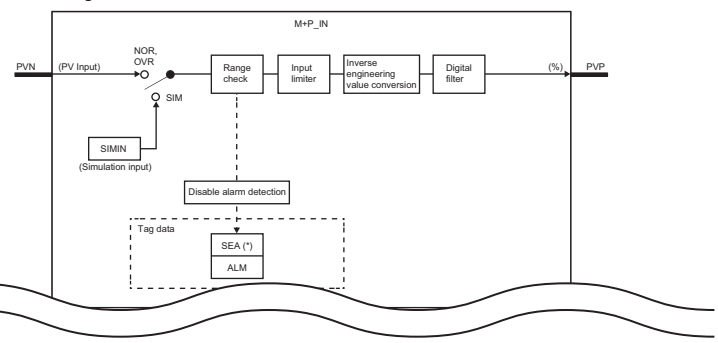 M+P_IN
NOR,
OVR
PVN
(PV Input)
SIM
Range
check
Input
limiter
Inverse
engineering
value conversion
Digital
filter
(%)
PVP
SIMIN
(Simulation input)
Disable alarm detection
Tag data
SEA (*)
ALM